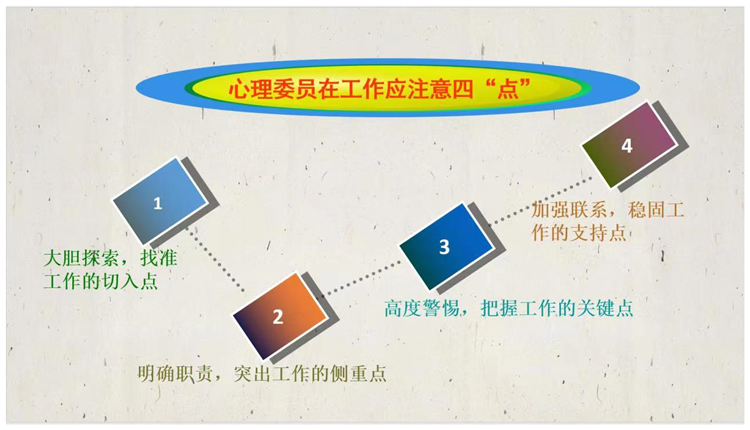 心理委员在工作应注意四“点”
1
大胆探索，找准
工作的切入点
2
明确职责，突出工作的侧重点
3
高度警惕，把握工作的关键点
4
加强联系，稳固工
作的支持点